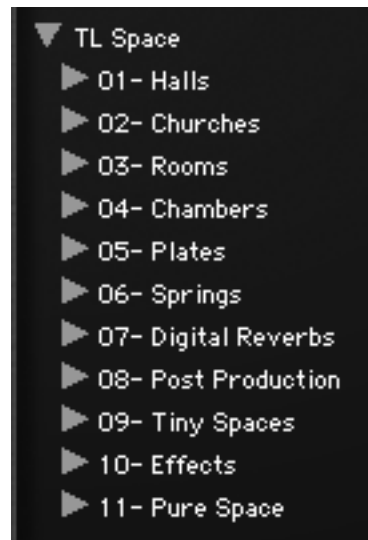 TL Space
01- Halls
02- Churches
03- Rooms
04- Chambers
05- Plates
06- Springs
07- Digital Reverbs
08- Post Production
09- Tiny Spaces
10- Effects
11- Pure Space